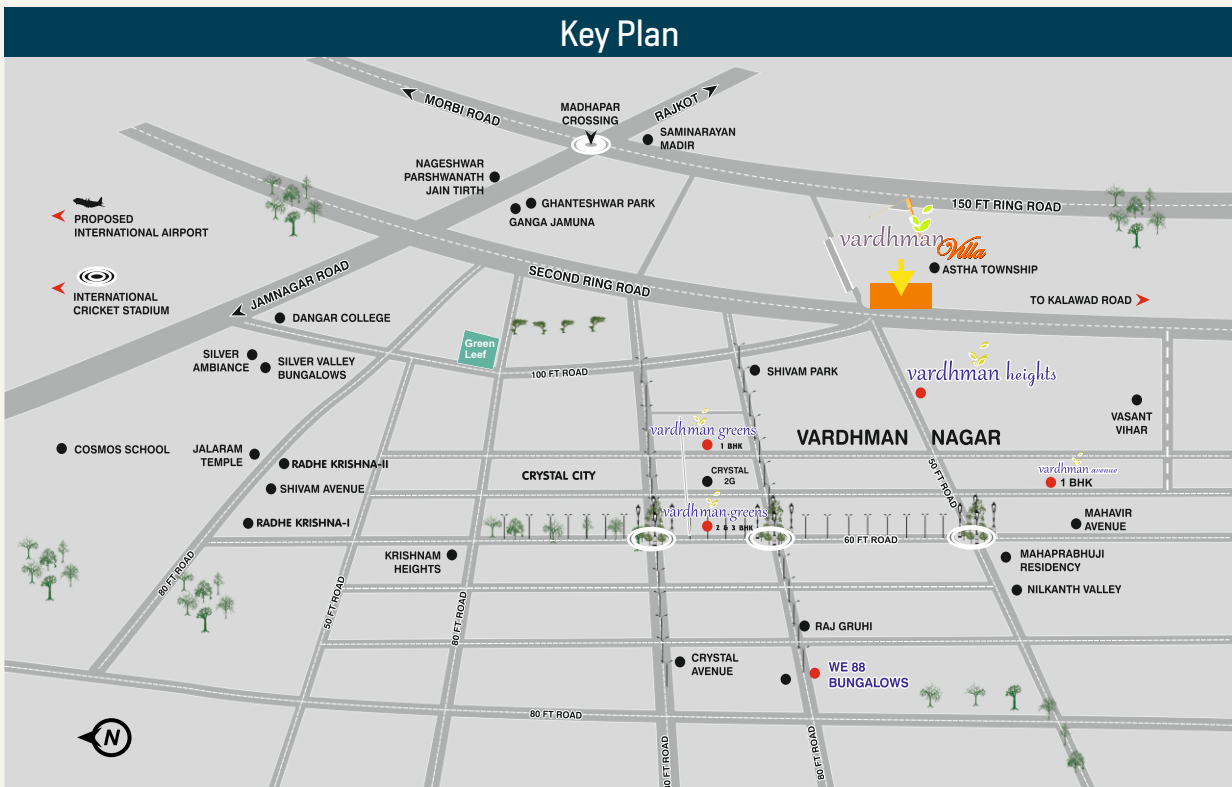 Key Plan
MORBI ROAD
RAJKOT
MADHAPAR
CROSSING
SAMINARAYAN
MADIR
NAGESHWAR
PARSHWANATH
JAIN TIRTH
GHANTESHWAR PARK
GANGA JAMUNA
150 FT RING ROAD
PROPOSED
INTERNATIONAL AIRPORT
vardhman
Villa
ASTHA TOWNSHIP
SECOND RING ROAD
JAMNAGAR ROAD
INTERNATIONAL
CRICKET STADIUM
TO KALAWAD ROAD
DANGAR COLLEGE
Green
Leef
SILVER
AMBIANCE
SILVER VALLEY
BUNGALOWS
100 FT ROAD
SHIVAM PARK
vardhman heights
VASANT
VIHAR
vardhman greens
1 BHK
VARDHMAN NAGAR
COSMOS SCHOOL
JALARAM
TEMPLE
RADHE KRISHNA-II
CRYSTAL CITY
CRYSTAL
2G
50 FT ROAD
vardhman avenue
1 BHK
SHIVAM AVENUE
vardhman greens
2 & 3 BHK
RADHE KRISHNA-I
MAHAVIR
AVENUE
60 FT ROAD
KRISHNAM
HEIGHTS
MAHAPRABHUJI
RESIDENCY
80 FT ROAD
50 FT ROAD
80 FT ROAD
NILKANTH VALLEY
RAJ GRUHI
CRYSTAL
AVENUE
WE 88
BUNGALOWS
80 FT ROAD
N
0 FT ROAD
80 FT ROAD